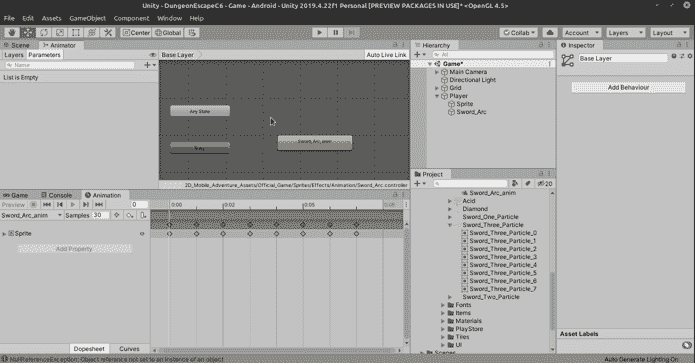 Unity - DungeonEscapeC6 - Game - Android - Unity 2019.4.22f1 Personal [PREVIEW PACKAGES IN USE]* <OpenGL 4.5>
File Edit Assets GameObject Component Window Help
Center Global Collab Account Layers Layout
Scene Animator
Layers Parameters Base Layer Auto Live Link
Name
List is Empty
Any State
Entry
Sword_Arc_anim
2D_Mobile_Adventure_Assets/Official_Game/Sprites/Effects/Animation/Sword_Arc.controller
Game Console Animation
Preview 0 0:00 0:02 0:04 0:06
Sword_Arc_anim Samples 30
Sprite
Add Property
Dopesheet Curves
Hierarchy
All
Game*
Main Camera
Directional Light
Grid
Player
Sprite
Sword_Arc
Project
20
Sword_Arc_anim
Acid
Diamond
Sword_One_Particle
Sword_Three_Particle
Sword_Three_Particle_0
Sword_Three_Particle_1
Sword_Three_Particle_2
Sword_Three_Particle_3
Sword_Three_Particle_4
Sword_Three_Particle_5
Sword_Three_Particle_6
Sword_Three_Particle_7
Sword_Two_Particle
Fonts
Items
Materials
PlayStore
Tiles
UI
Scenes
Inspector
Base Layer
Add Behaviour
Asset Labels
NullReferenceException: Object reference not set to an instance of an object
Auto Generate Lighting On